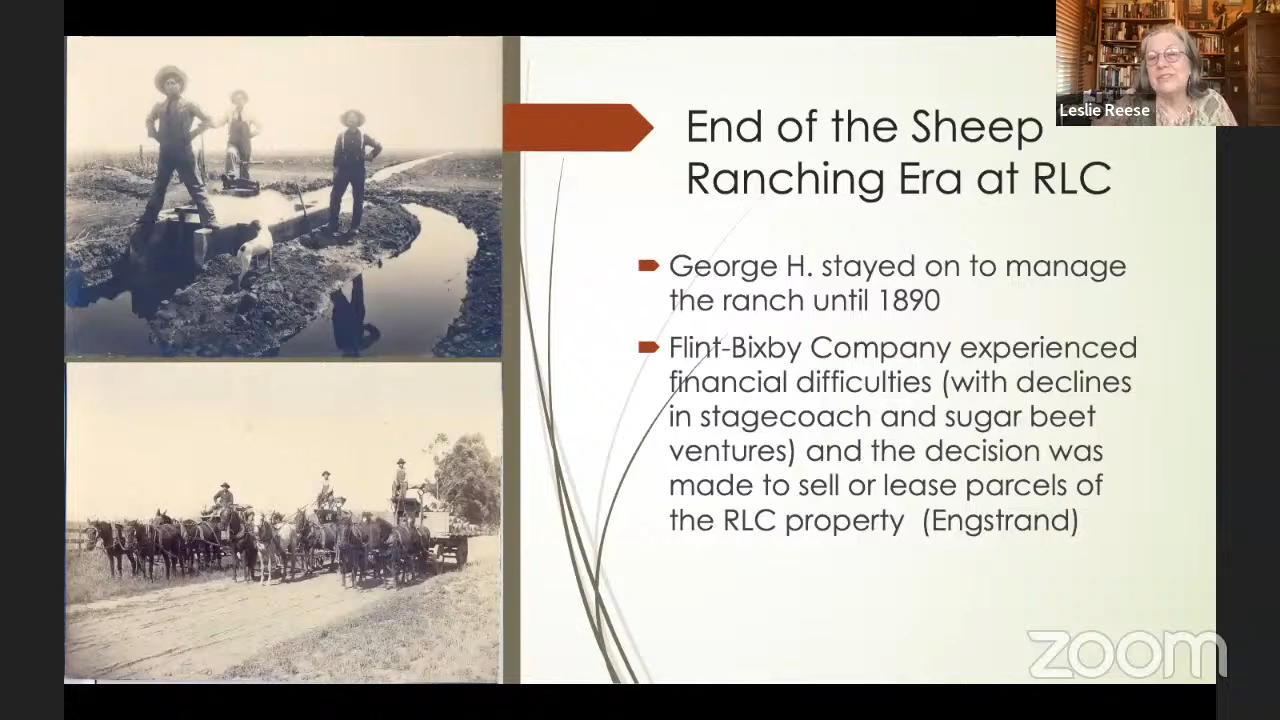 Leslie Reese
End of the Sheep
Ranching Era at RLC
George H. stayed on to manage
the ranch until 1890
Flint-Bixby Company experienced
financial difficulties (with declines
in stagecoach and sugar beet
ventures) and the decision was
made to sell or lease parcels of
the RLC property (Engstrand)
zoom